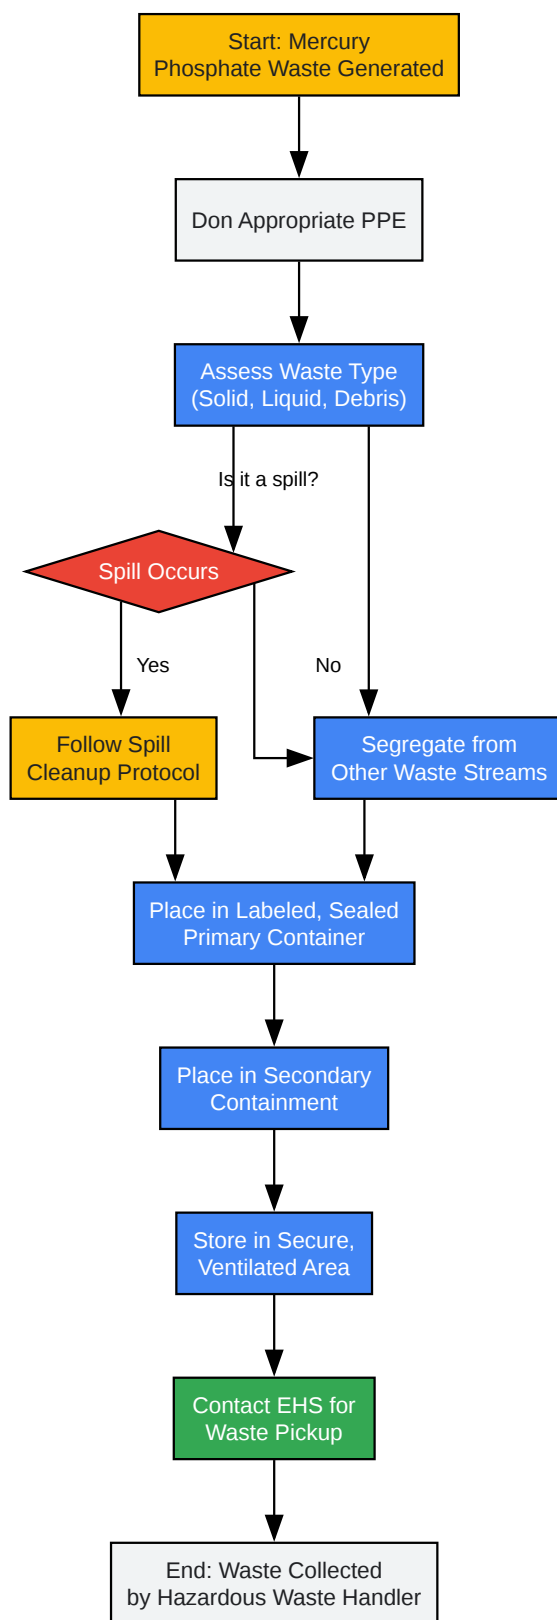 Start: Mercury
Phosphate Waste Generated
Don Appropriate PPE
Assess Waste Type
(Solid, Liquid, Debris)
Is it a spill?
Spill Occurs
Yes
No
Follow Spill
Cleanup Protocol
Segregate from
Other Waste Streams
Place in Labeled, Sealed
Primary Container
Place in Secondary
Containment
Store in Secure,
Ventilated Area
Contact EHS for
Waste Pickup
End: Waste Collected
by Hazardous Waste Handler